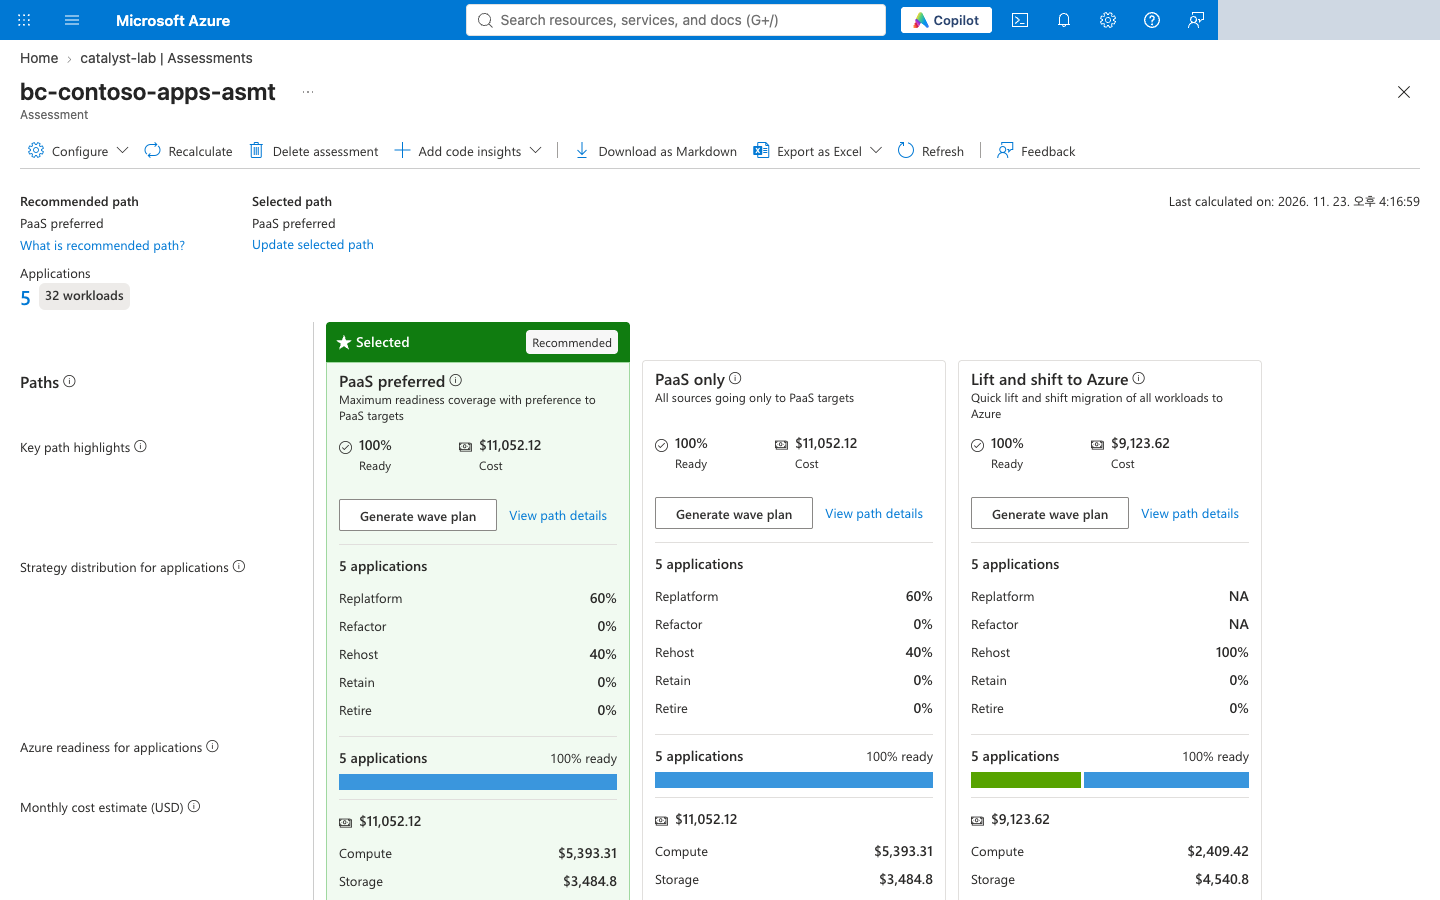 Microsoft Azure
Search resources, services, and docs (G+/)
Copilot
Home > catalyst-lab | Assessments
bc-contoso-apps-asmt ...
Assessment
Configure
Recalculate
Delete assessment
Add code insights
Download as Markdown
Export as Excel
Refresh
Feedback
Recommended path
PaaS preferred
What is recommended path?
Selected path
PaaS preferred
Update selected path
Last calculated on: 2026. 11. 23. 오후 4:16:59
Applications
5 32 workloads
Paths
Key path highlights
Strategy distribution for applications
Azure readiness for applications
Monthly cost estimate (USD)
Selected
Recommended
PaaS preferred
Maximum readiness coverage with preference to
PaaS targets
100%
Ready
$11,052.12
Cost
Generate wave plan
View path details
5 applications
Replatform 60%
Refactor 0%
Rehost 40%
Retain 0%
Retire 0%
5 applications 100% ready
$11,052.12
Compute $5,393.31
Storage $3,484.8
PaaS only
All sources going only to PaaS targets
100%
Ready
$11,052.12
Cost
Generate wave plan
View path details
5 applications
Replatform 60%
Refactor 0%
Rehost 40%
Retain 0%
Retire 0%
5 applications 100% ready
$11,052.12
Compute $5,393.31
Storage $3,484.8
Lift and shift to Azure
Quick lift and shift migration of all workloads to
Azure
100%
Ready
$9,123.62
Cost
Generate wave plan
View path details
5 applications
Replatform NA
Refactor NA
Rehost 100%
Retain 0%
Retire 0%
5 applications 100% ready
$9,123.62
Compute $2,409.42
Storage $4,540.8